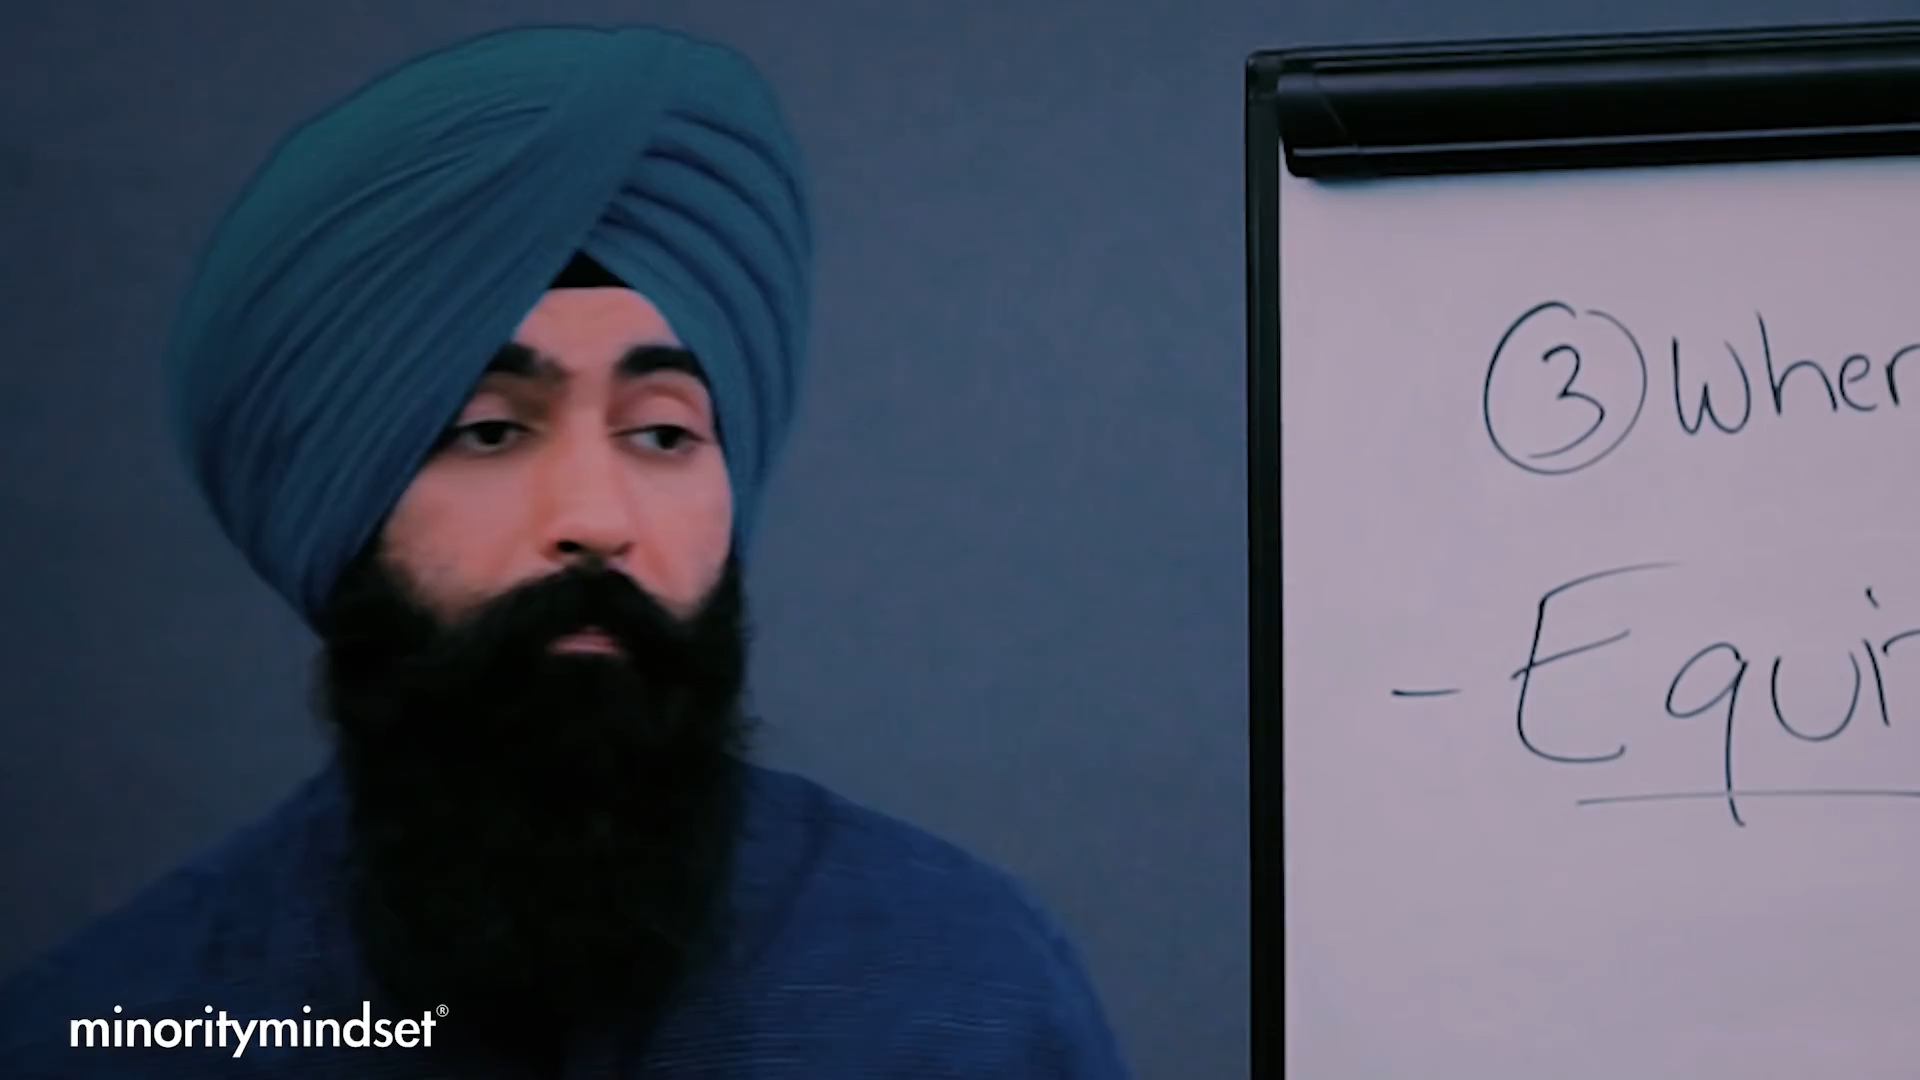 ③ Wher
- Equi
minoritymindset®